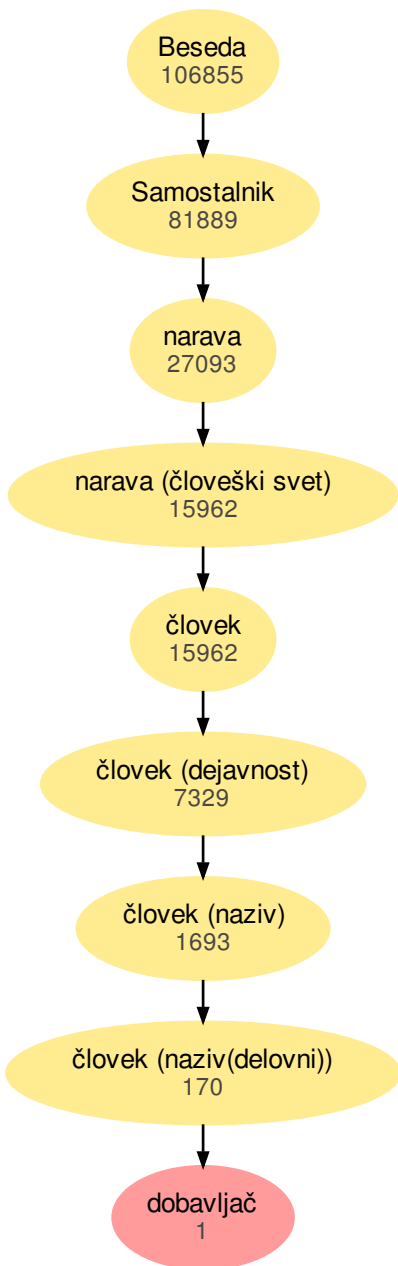 Beseda
106855
Samostalnik
81889
narava
27093
narava (človeški svet)
15962
človek
15962
človek (dejavnost)
7329
človek (naziv)
1693
človek (naziv(delovni))
170
dobavljač
1